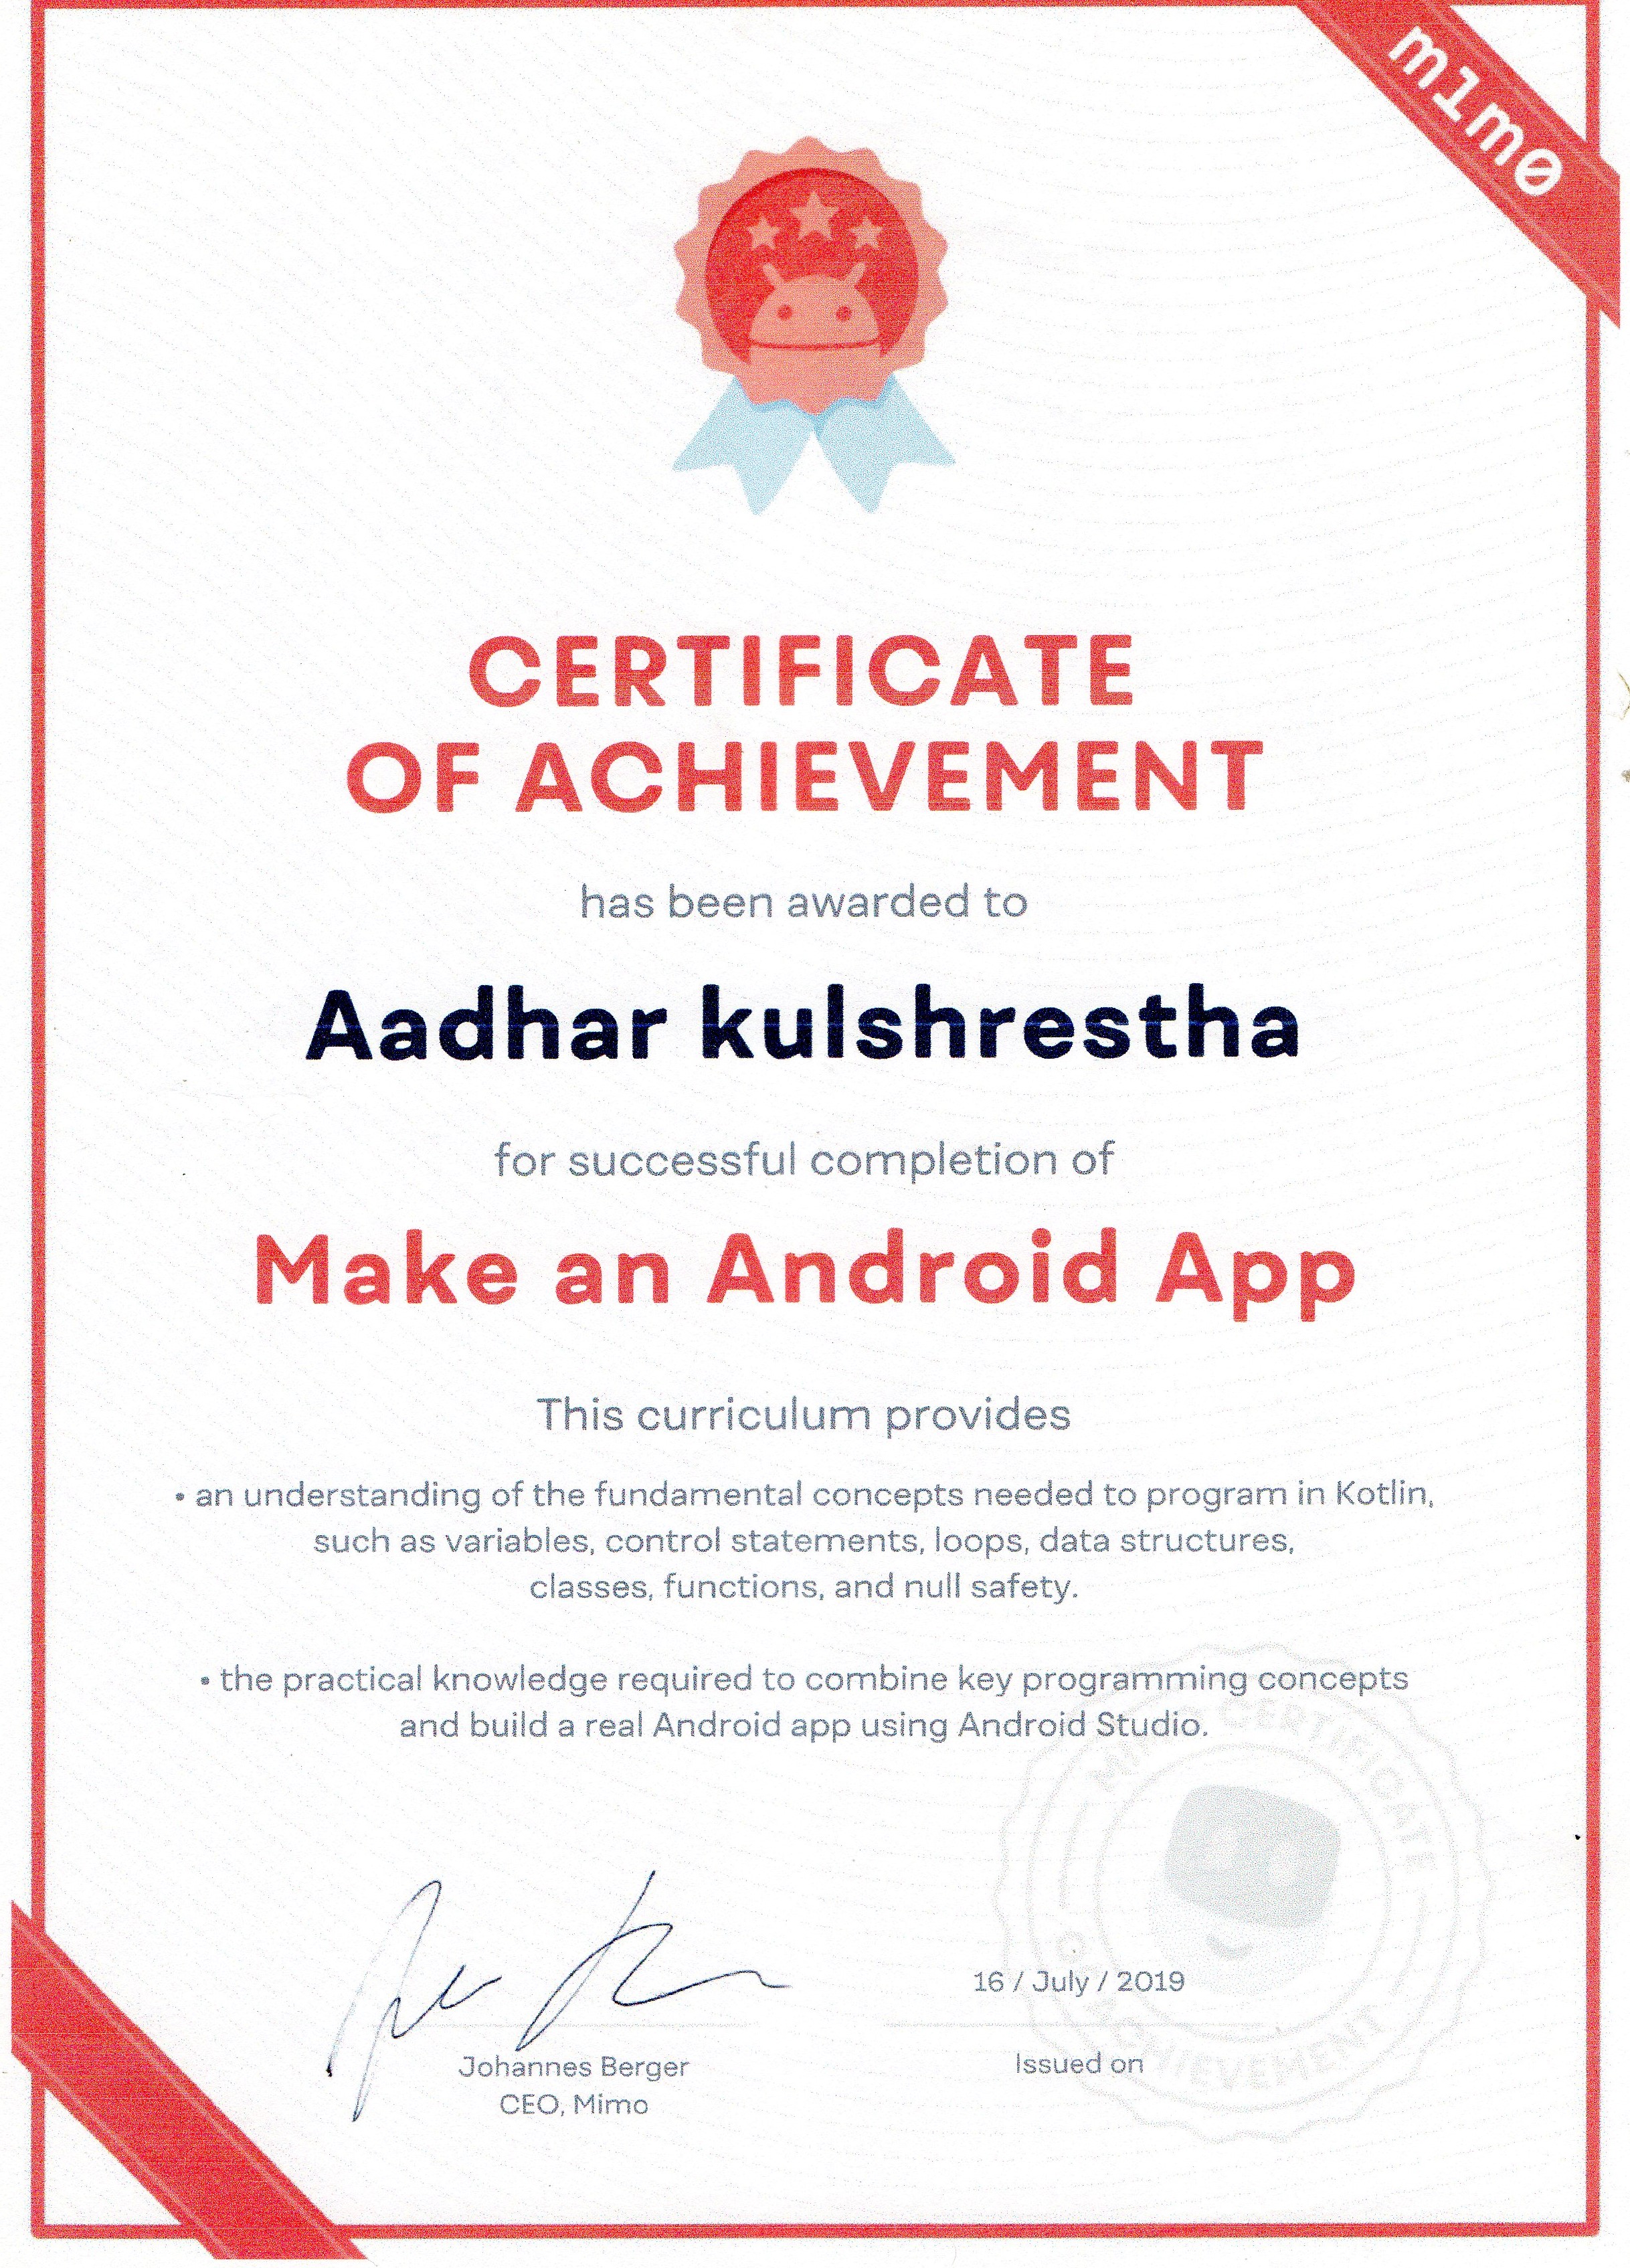 m1m0
CERTIFICATE
OF ACHIEVEMENT
has been awarded to
Aadhar kulshrestha
for successful completion of
Make an Android App
This curriculum provides
• an understanding of the fundamental concepts needed to program in Kotlin,
such as variables, control statements, loops, data structures,
classes, functions, and null safety.
• the practical knowledge required to combine key programming concepts
and build a real Android app using Android Studio.
MIMO CERTIFICATE
OF ACHIEVEMENT
16 / July / 2019
Johannes Berger
CEO, Mimo
Issued on